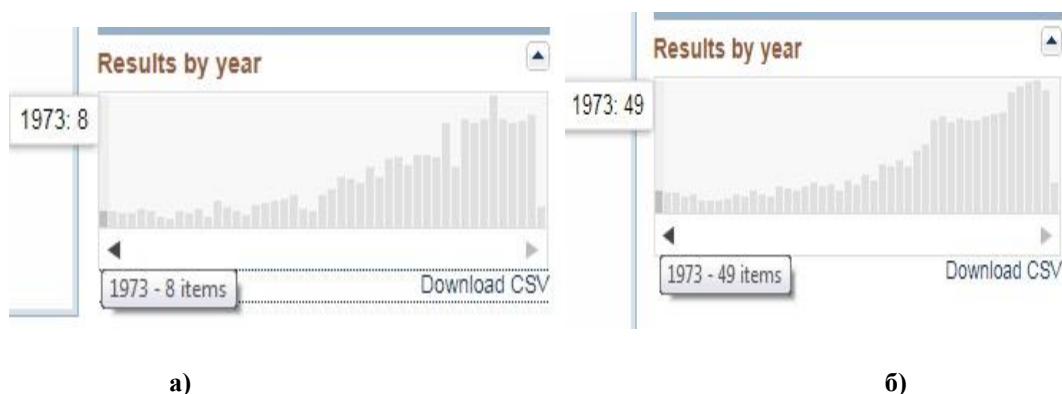 Results by year
1973: 8
1973 - 8 items
Download CSV
а)
Results by year
1973: 49
1973 - 49 items
Download CSV
б)